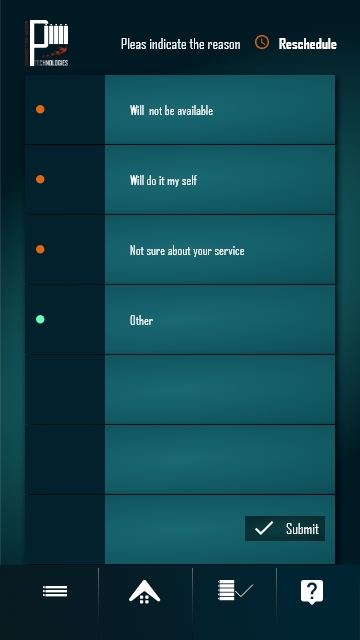 TECHNOLOGIES
Pleas indicate the reason
Reschedule
Will not be available
Will do it my self
Not sure about your service
Other
Submit